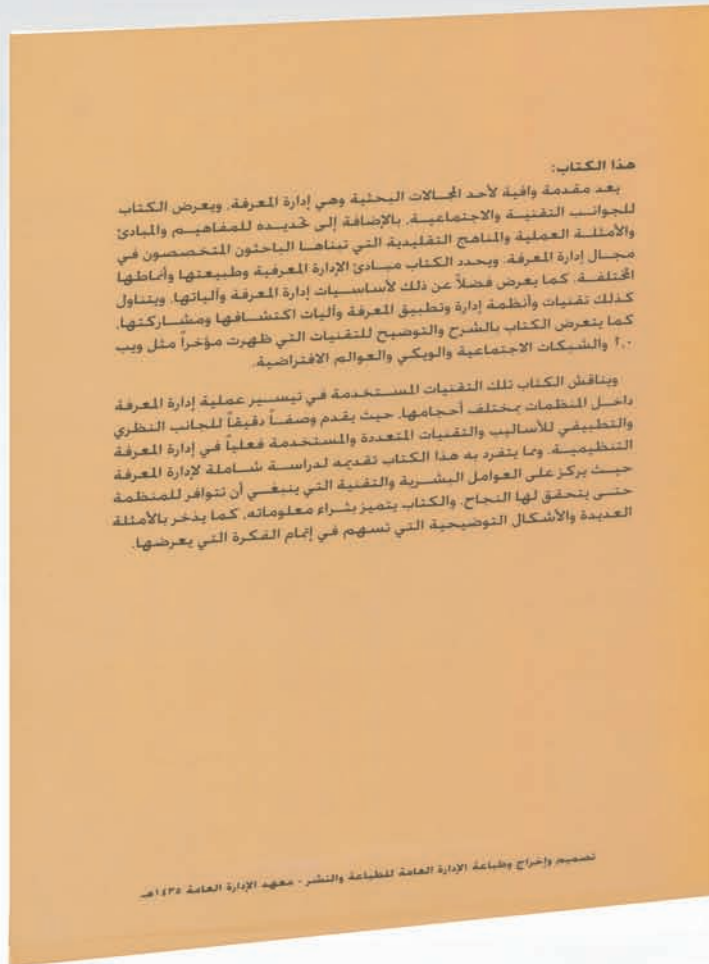 هذا الكتاب:
يعد مقدمة وافية لأحد المجالات البحثية وهي إدارة المعرفة، ويعرض الكتاب
للجوانب التقنية والاجتماعية، بالإضافة إلى تحديده للمفاهيم والمبادئ
والأمثلة العملية والمناهج التقليدية التي تبناها الباحثون المتخصصون في
مجال إدارة المعرفة، ويحدد الكتاب مبادئ الإدارة المعرفية وطبيعتها وأنماطها
المختلفة، كما يعرض فضلاً عن ذلك لأساسيات إدارة المعرفة وآلياتها، ويتناول
كذلك تقنيات وأنظمة إدارة وتطبيق المعرفة وآليات اكتشافها ومشاركتها،
كما يتعرض الكتاب بالشرح والتوضيح للتقنيات التي ظهرت مؤخراً مثل ويب
٢,٠ والشبكات الاجتماعية والويكي والعوالم الافتراضية.
ويناقش الكتاب تلك التقنيات المستخدمة في تيسير عملية إدارة المعرفة
داخل المنظمات بمختلف أحجامها، حيث يقدم وصفاً دقيقاً للجانب النظري
والتطبيقي للأساليب والتقنيات المتعددة والمستخدمة فعلياً في إدارة المعرفة
التنظيمية، ومما يتفرد به هذا الكتاب تقديمه لدراسة شاملة لإدارة المعرفة
حيث يركز على العوامل البشرية والتقنية التي ينبغي أن تتوافر للمنظمة
حتى يتحقق لها النجاح، والكتاب يتميز بثراء معلوماته، كما يذخر بالأمثلة
العديدة والأشكال التوضيحية التي تسهم في إتمام الفكرة التي يعرضها.
تصميم وإخراج وطباعة الإدارة العامة للطباعة والنشر - معهد الإدارة العامة ١٤٣٥هـ